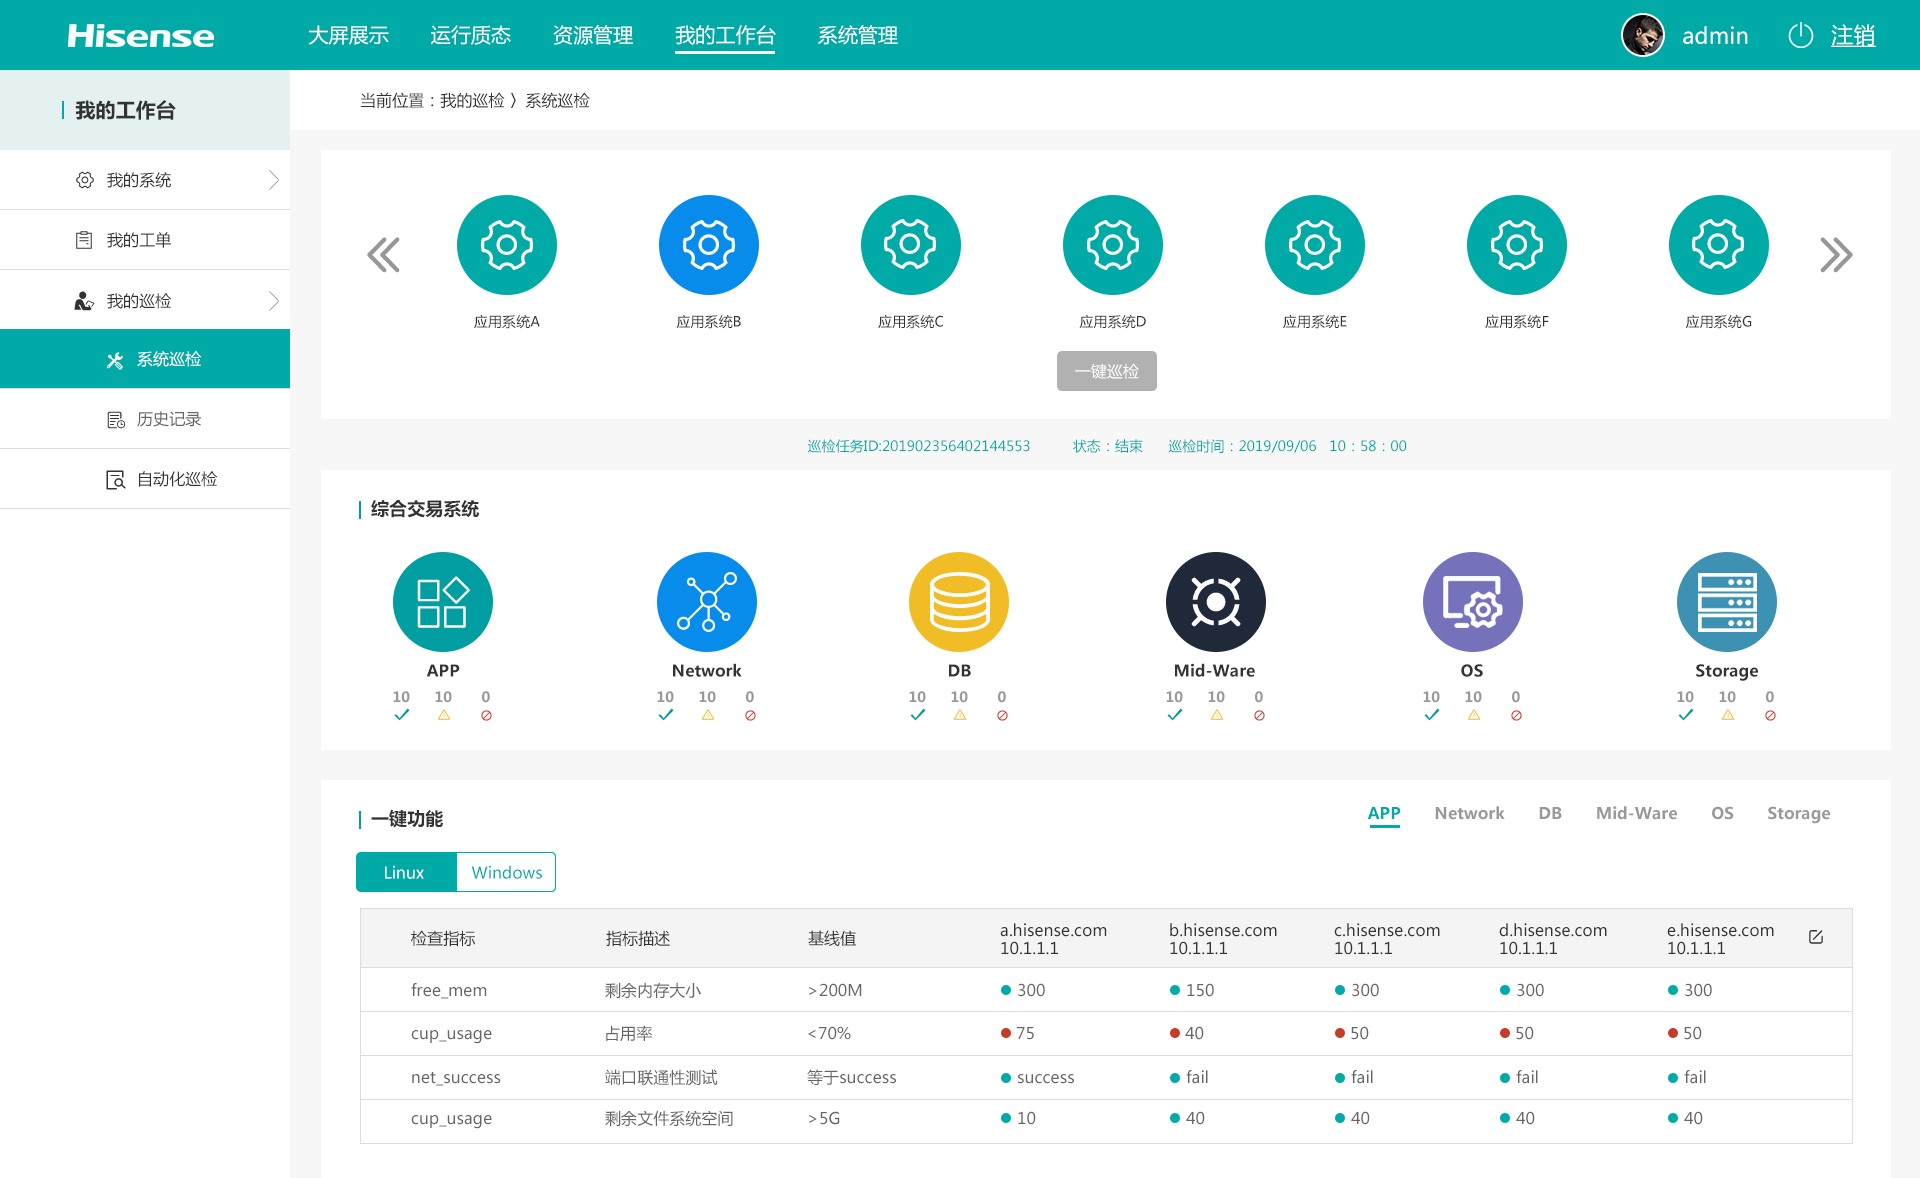 Hisense
大屏展示 运行质态 资源管理 我的工作台 系统管理
admin 注销
我的工作台
我的系统
我的工单
我的巡检
系统巡检
历史记录
自动化巡检
当前位置：我的巡检 〉系统巡检
应用系统A 应用系统B 应用系统C 应用系统D 应用系统E 应用系统F 应用系统G
一键巡检
巡检任务ID:201902356402144553 状态：结束 巡检时间：2019/09/06 10：58：00
综合交易系统
APP Network DB Mid-Ware OS Storage
10 10 0 10 10 0 10 10 0 10 10 0 10 10 0 10 10 0
一键功能
APP Network DB Mid-Ware OS Storage
Linux Windows
检查指标 指标描述 基线值 a.hisense.com b.hisense.com c.hisense.com d.hisense.com e.hisense.com
10.1.1.1 10.1.1.1 10.1.1.1 10.1.1.1 10.1.1.1
free_mem 剩余内存大小 >200M 300 150 300 300 300
cup_usage 占用率 <70% 75 40 50 50 50
net_success 端口联通性测试 等于success success fail fail fail fail
cup_usage 剩余文件系统空间 >5G 10 40 40 40 40